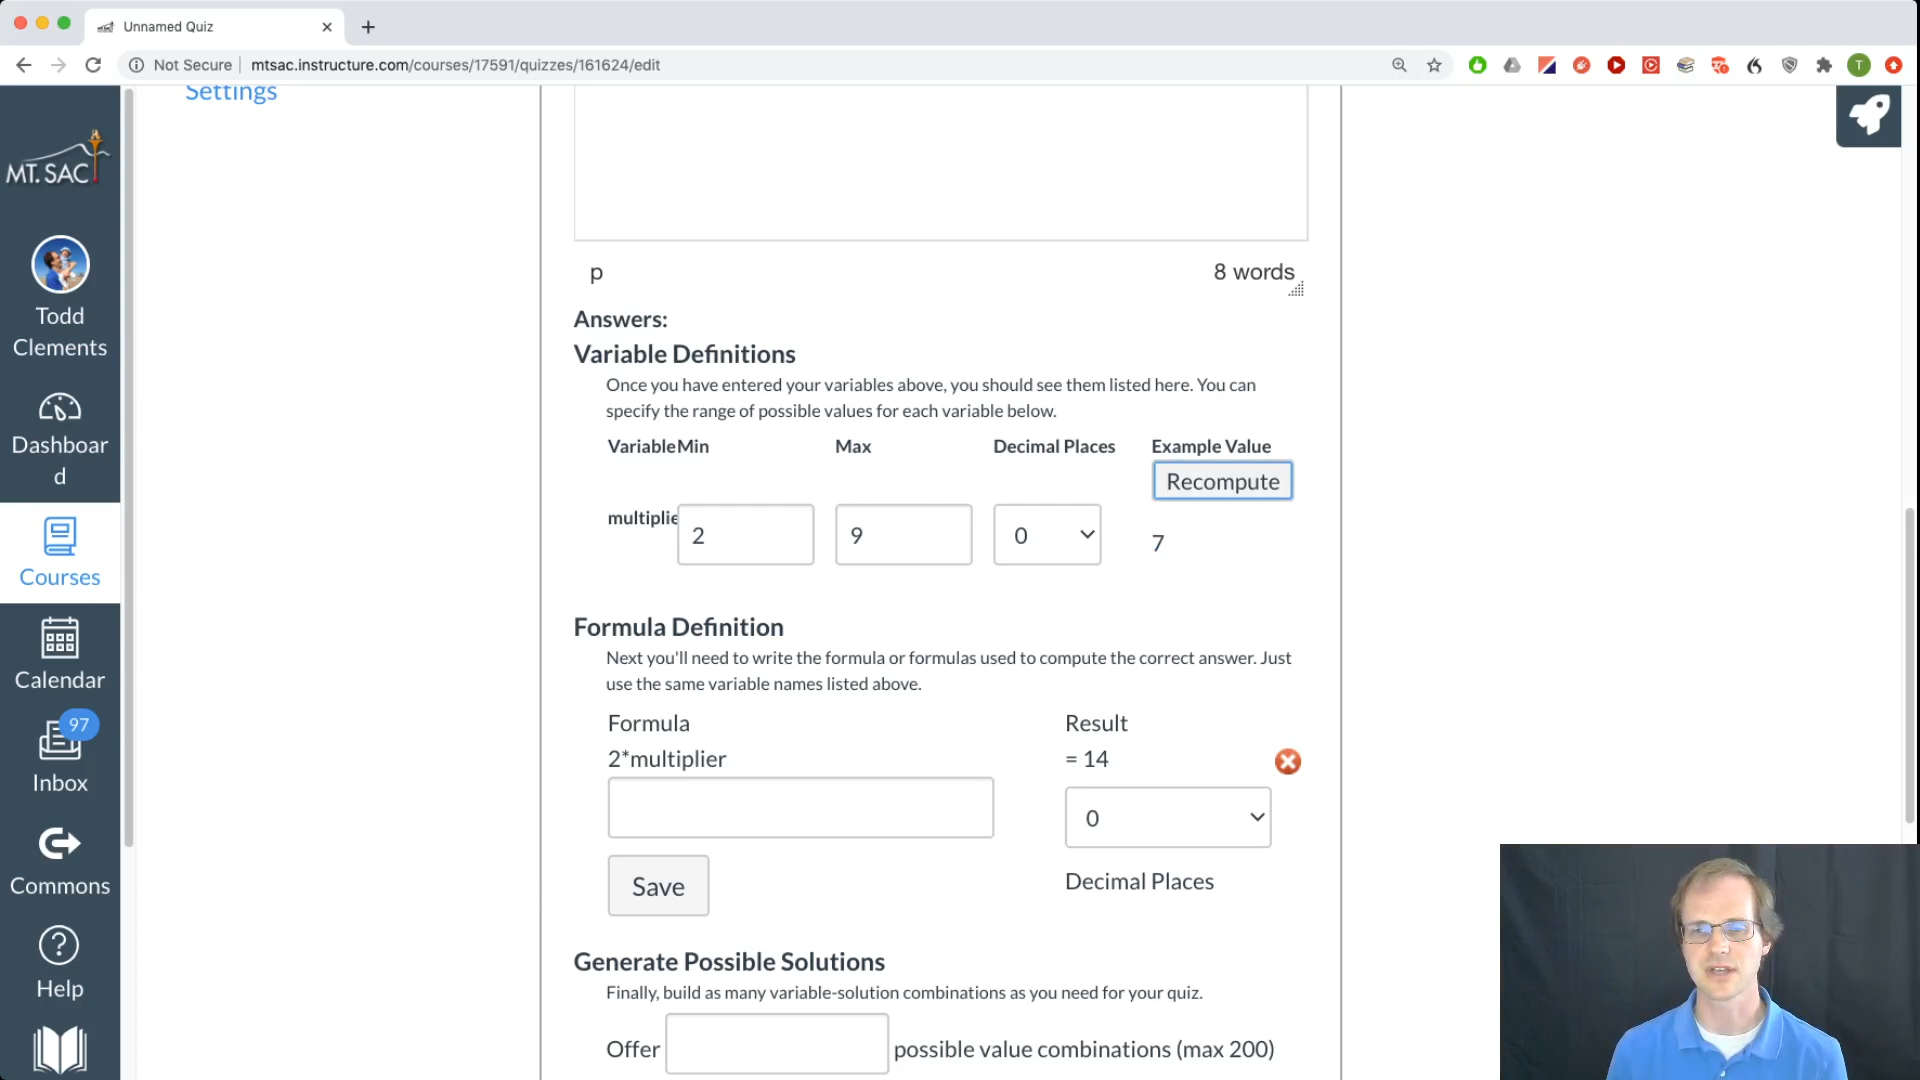 Unnamed Quiz
Not Secure
mtsac.instructure.com/courses/17591/quizzes/161624/edit
T
Settings
MT. SAC
Todd
Clements
Dashboar
d
Courses
Calendar
97
Inbox
Commons
Help
p
8 words
Answers:
Variable Definitions
Once you have entered your variables above, you should see them listed here. You can
specify the range of possible values for each variable below.
Variable Min Max Decimal Places Example Value
Recompute
multiplie 2 9 0 7
Formula Definition
Next you'll need to write the formula or formulas used to compute the correct answer. Just
use the same variable names listed above.
Formula Result
2*multiplier = 14
0
Save
Decimal Places
Generate Possible Solutions
Finally, build as many variable-solution combinations as you need for your quiz.
Offer possible value combinations (max 200)